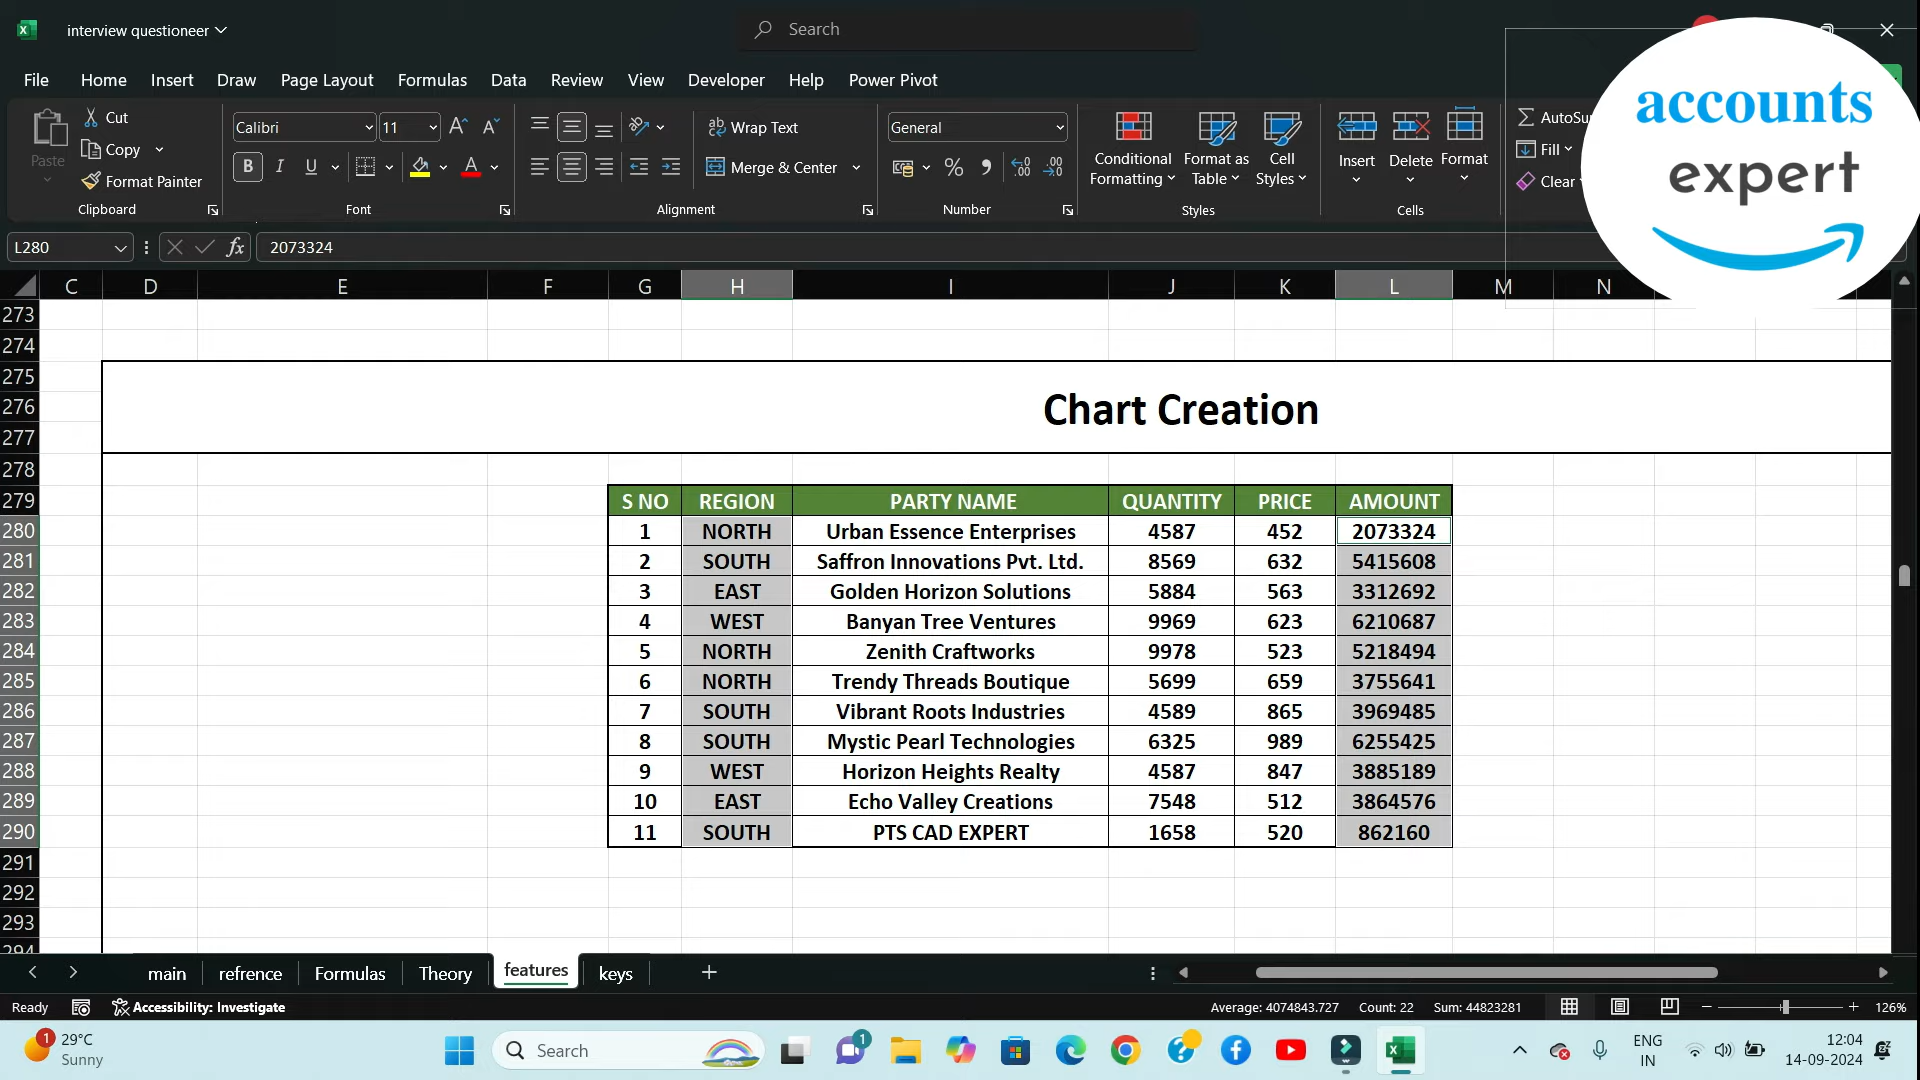 interview questioneer
Search
File Home Insert Draw Page Layout Formulas Data Review View Developer Help Power Pivot
Paste
Cut
Copy
Format Painter
Clipboard
Calibri 11
B I U
Font
Wrap Text
Merge & Center
Alignment
General
Number
Conditional Formatting
Format as Table
Cell Styles
Styles
Insert
Delete
Format
Cells
Fill
Clear
accounts
expert
L280
fx
2073324
C D E F G H I J K L M N
273
274
275
276
277
278
279
280
281
282
283
284
285
286
287
288
289
290
291
292
293
294
Chart Creation
S NO REGION PARTY NAME QUANTITY PRICE AMOUNT
1 NORTH Urban Essence Enterprises 4587 452 2073324
2 SOUTH Saffron Innovations Pvt. Ltd. 8569 632 5415608
3 EAST Golden Horizon Solutions 5884 563 3312692
4 WEST Banyan Tree Ventures 9969 623 6210687
5 NORTH Zenith Craftworks 9978 523 5218494
6 NORTH Trendy Threads Boutique 5699 659 3755641
7 SOUTH Vibrant Roots Industries 4589 865 3969485
8 SOUTH Mystic Pearl Technologies 6325 989 6255425
9 WEST Horizon Heights Realty 4587 847 3885189
10 EAST Echo Valley Creations 7548 512 3864576
11 SOUTH PTS CAD EXPERT 1658 520 862160
main refrence Formulas Theory features keys
Ready Accessibility: Investigate Average: 4074843.727 Count: 22 Sum: 44823281 126%
29°C
Sunny
Search
ENG
IN
12:04
14-09-2024